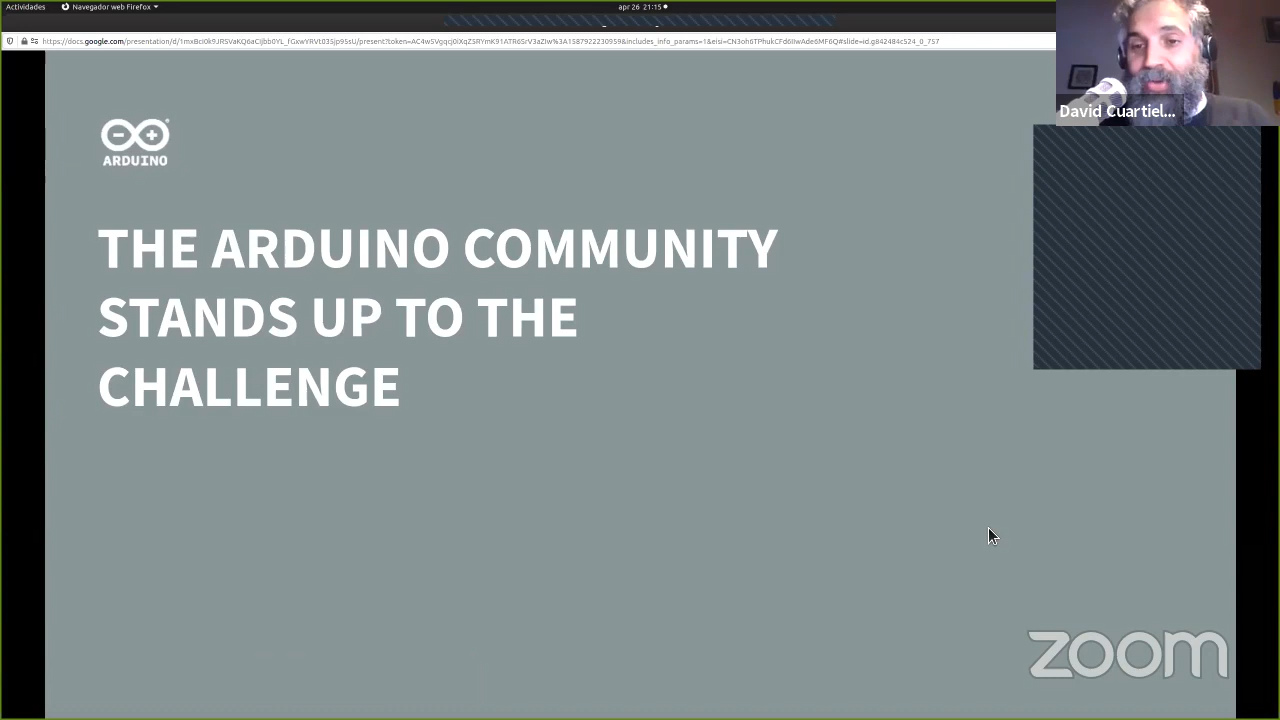 Actividades
Navegador web Firefox
apr 26 21:15
David Cuartiel...
ARDUINO
THE ARDUINO COMMUNITY
STANDS UP TO THE
CHALLENGE
zoom